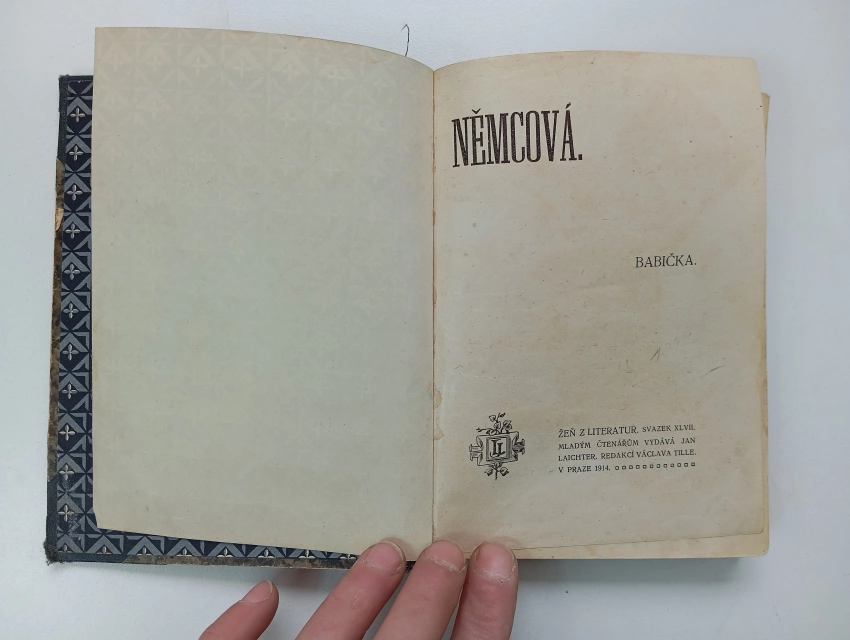 NĚMCOVÁ.
BABIČKA.
ŽEŇ Z LITERATUR. SVAZEK XLVII.
MLADÝM ČTENÁŘŮM VYDÁVÁ JAN
LAICHTER. REDAKCÍ VÁCLAVA TILLE.
V PRAZE 1914.